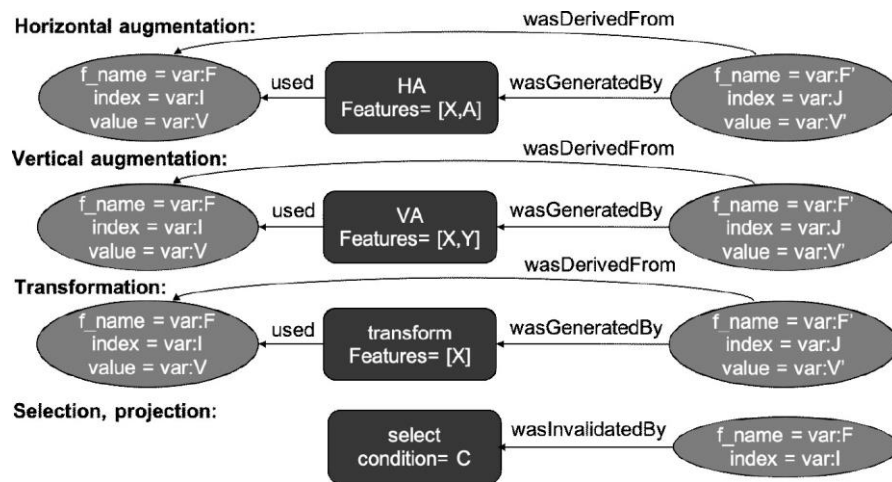 Horizontal augmentation:
wasDerivedFrom
f_name = var:F
index = var:I
value = var:V
used
HA
Features= [X,A]
wasGeneratedBy
f_name = var:F'
index = var:J
value = var:V'
Vertical augmentation:
wasDerivedFrom
f_name = var:F
index = var:I
value = var:V
used
VA
Features= [X,Y]
wasGeneratedBy
f_name = var:F'
index = var:J
value = var:V'
Transformation:
wasDerivedFrom
f_name = var:F
index = var:I
value = var:V
used
transform
Features= [X]
wasGeneratedBy
f_name = var:F'
index = var:J
value = var:V'
Selection, projection:
select
condition= C
wasInvalidatedBy
f_name = var:F
index = var:I